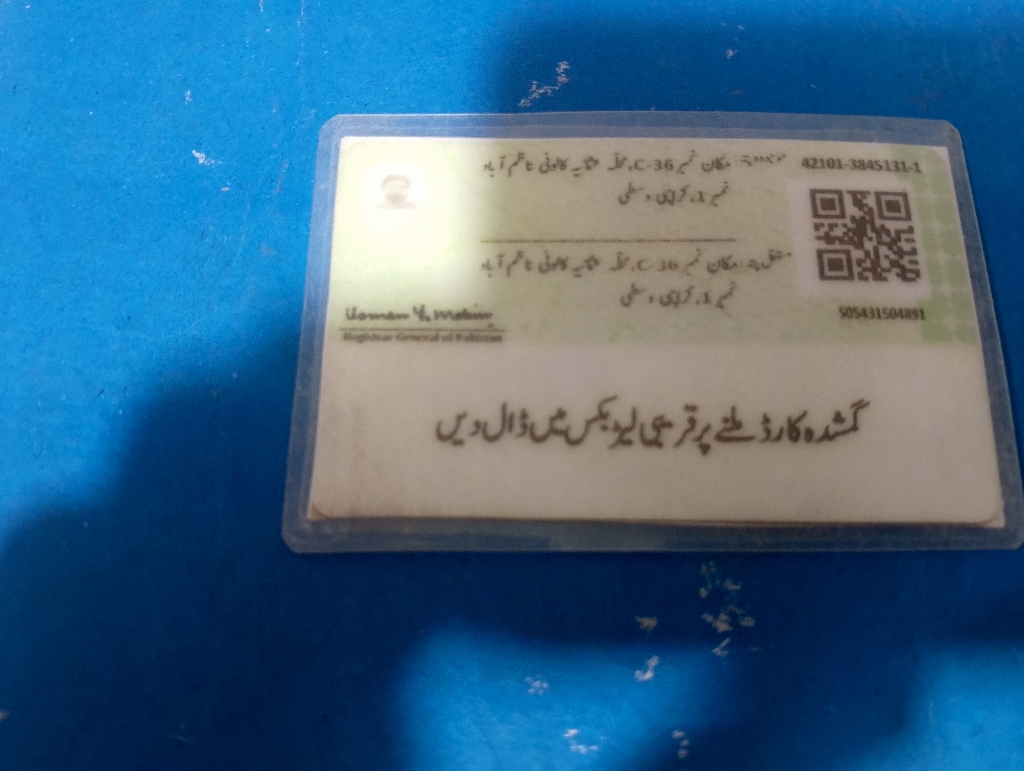 موجودہ پتہ: مکان نمبر C-36، محلہ عثمانیہ کالونی ناظم آباد
نمبر 1، کراچی وسطی
42101-3845131-1
مستقل پتہ: مکان نمبر C-36، محلہ عثمانیہ کالونی ناظم آباد
نمبر 1، کراچی وسطی
505431504891
Usman Y. Mobin
Registrar General of Pakistan
گمشدہ کارڈ ملنے پر قریبی لیٹر بکس میں ڈال دیں